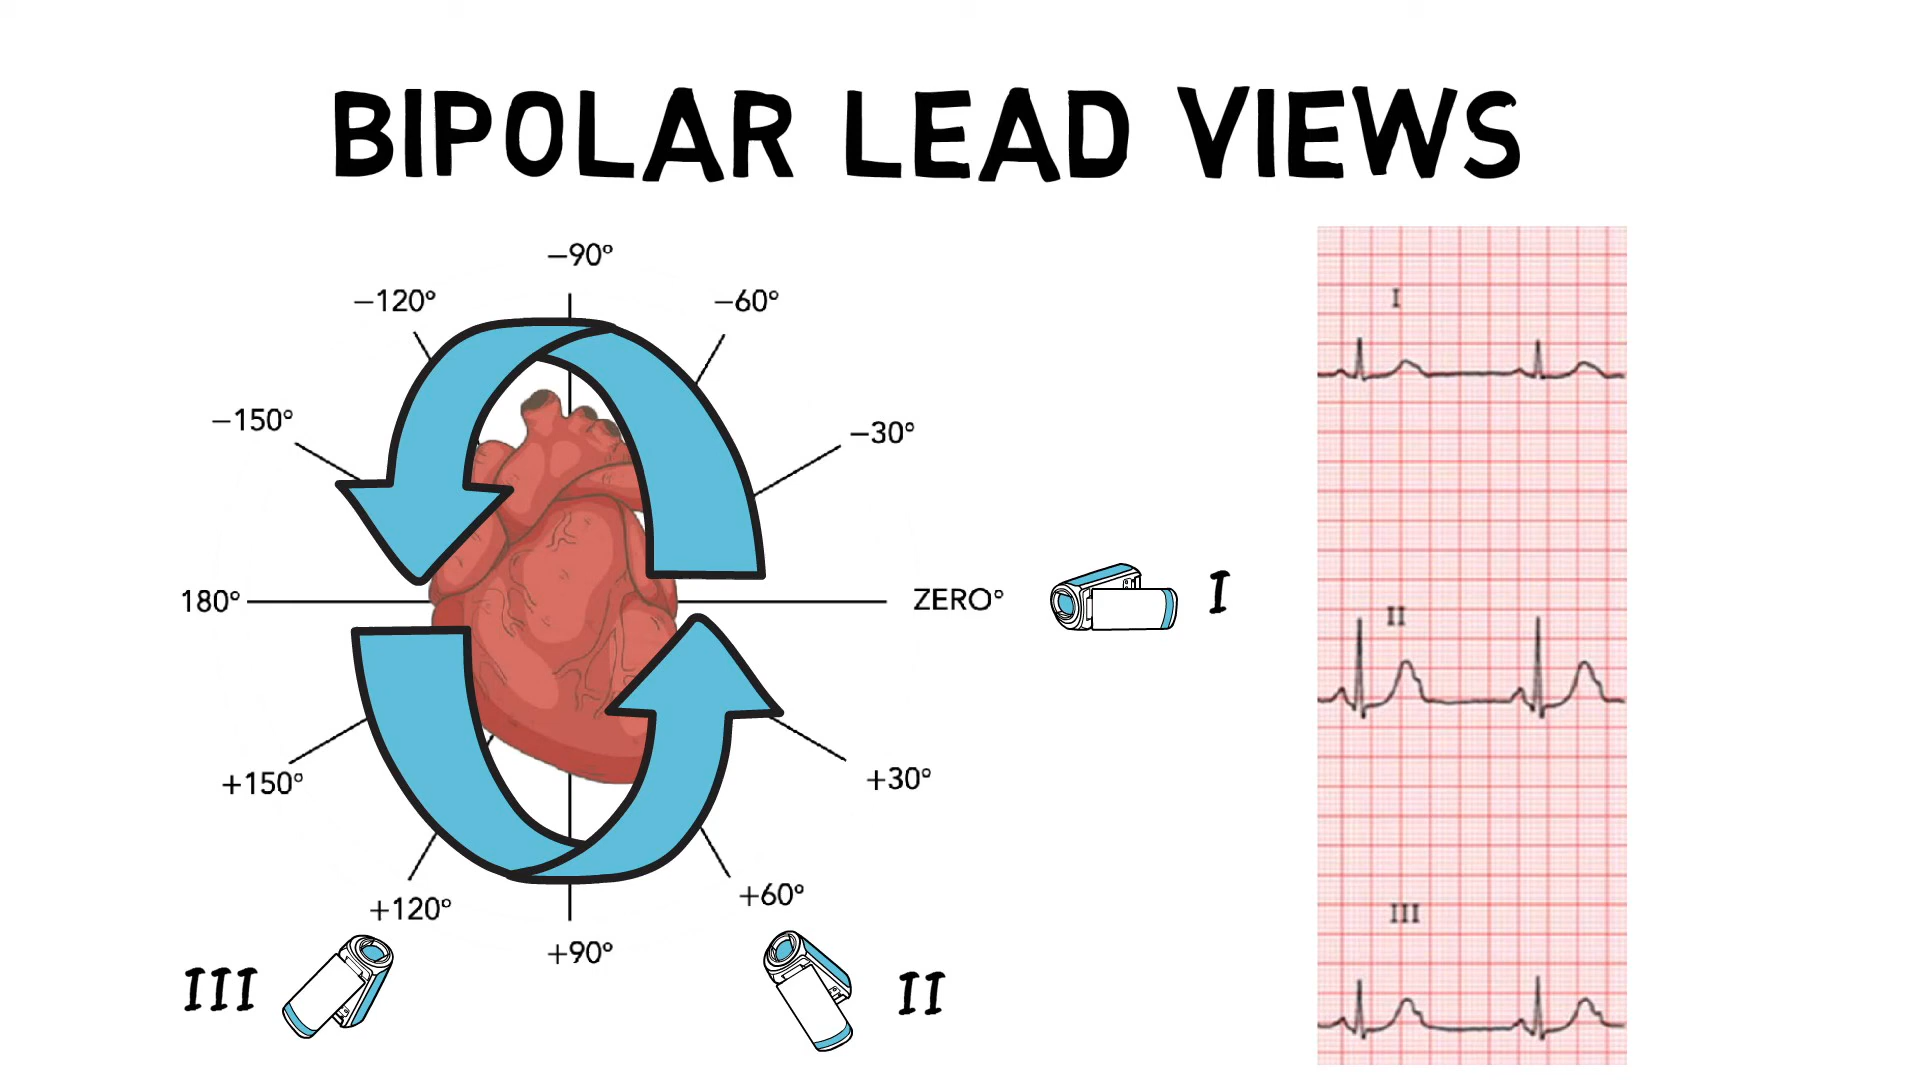 BIPOLAR LEAD VIEWS
−90°
−120°
−60°
−150°
−30°
180°
ZERO°
I
+150°
+30°
+120°
+60°
+90°
III
II
I
II
III